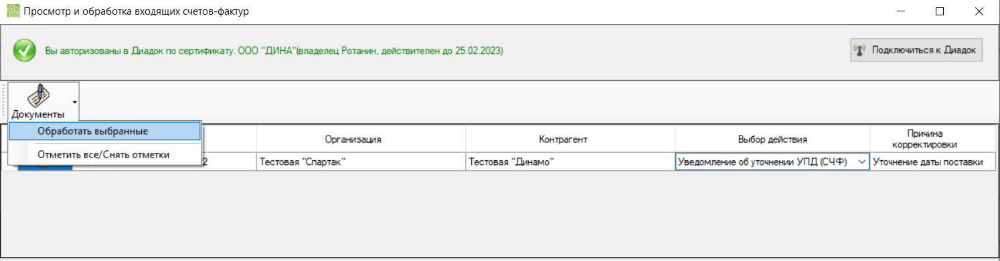 Просмотр и обработка входящих счетов-фактур
Вы авторизованы в Диадок по сертификату. ООО "ДИНА"(владелец Ротанин, действителен до 25.02.2023)
Подключиться к Диадок
Документы
Обработать выбранные
Отметить все/Снять отметки
Организация
Контрагент
Выбор действия
Причина
корректировки
2
Тестовая "Спартак"
Тестовая "Динамо"
Уведомление об уточнении УПД (СЧФ)
Уточнение даты поставки